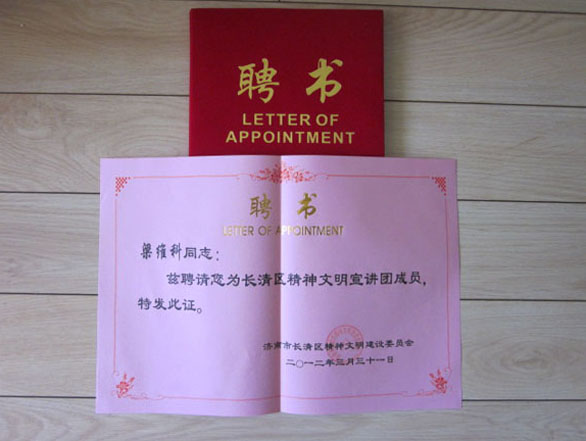 聘书
LETTER OF
APPOINTMENT
聘书
LETTER OF APPOINTMENT
梁维科同志：
兹聘请您为长清区精神文明宣讲团成员，
特发此证。
济南市长清区精神文明建设委员会
二〇一二年三月三十一日